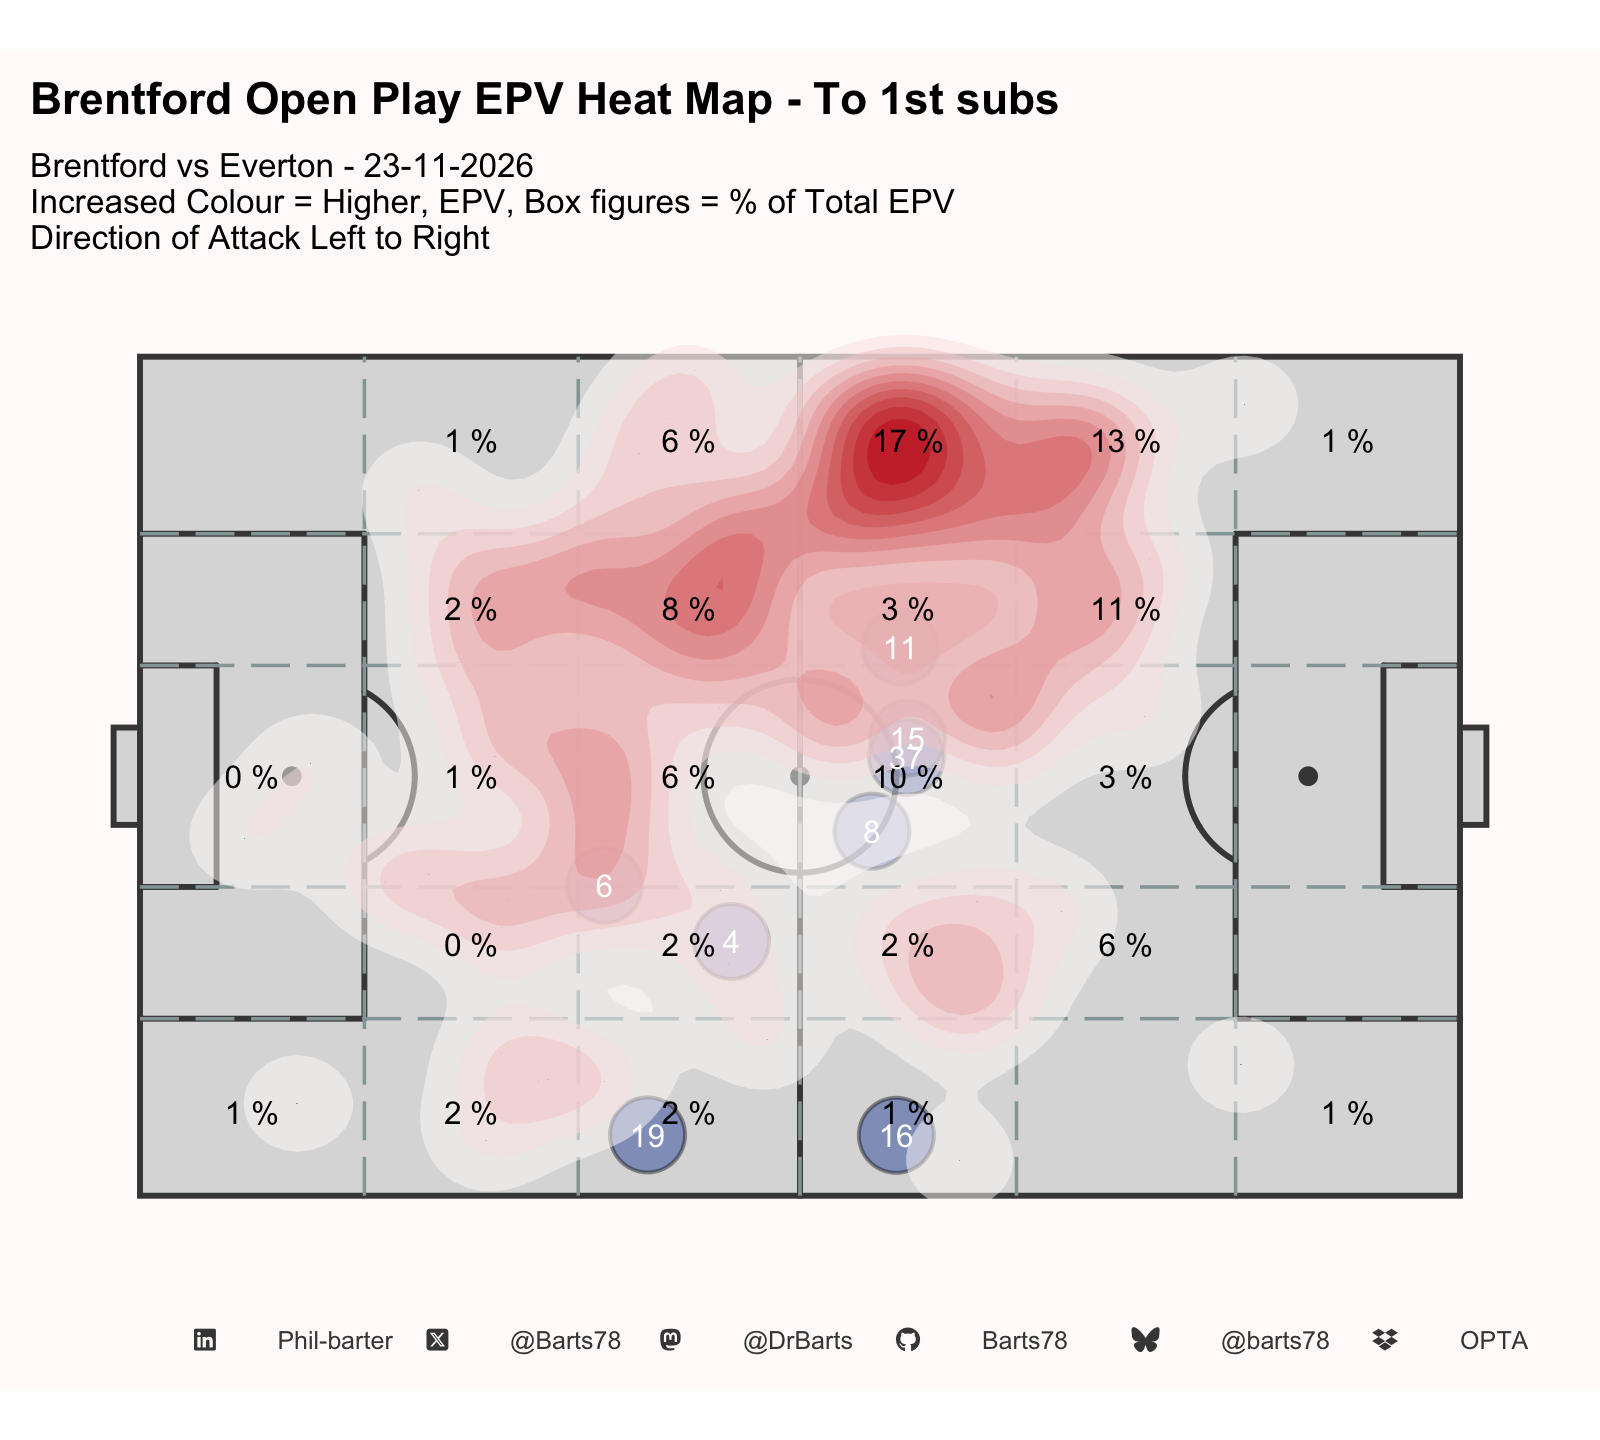 Brentford Open Play EPV Heat Map - To 1st subs
Brentford vs Everton - 23-11-2026
Increased Colour = Higher, EPV, Box figures = % of Total EPV
Direction of Attack Left to Right
1 % 6 % 17 % 13 % 1 %
2 % 8 % 3 % 11 %
11
15
37
0 % 1 % 6 % 10 % 3 %
8
6
0 % 2 % 4 2 % 6 %
1 % 2 % 2 % 1 % 1 %
19 16
Phil-barter @Barts78 @DrBarts Barts78 @barts78 OPTA